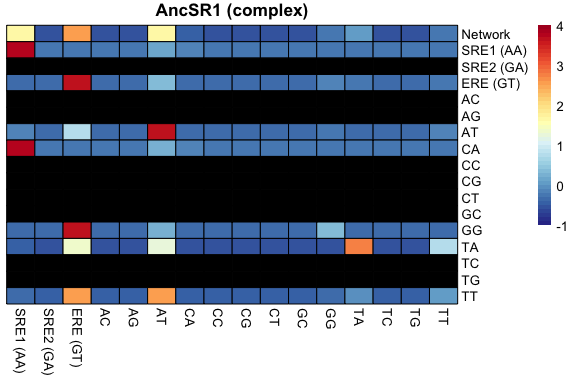 AncSR1 (complex)
Network
SRE1 (AA)
SRE2 (GA)
ERE (GT)
AC
AG
AT
CA
CC
CG
CT
GC
GG
TA
TC
TG
TT
SRE1 (AA)
SRE2 (GA)
ERE (GT)
AC
AG
AT
CA
CC
CG
CT
GC
GG
TA
TC
TG
TT
4
3
2
1
0
-1